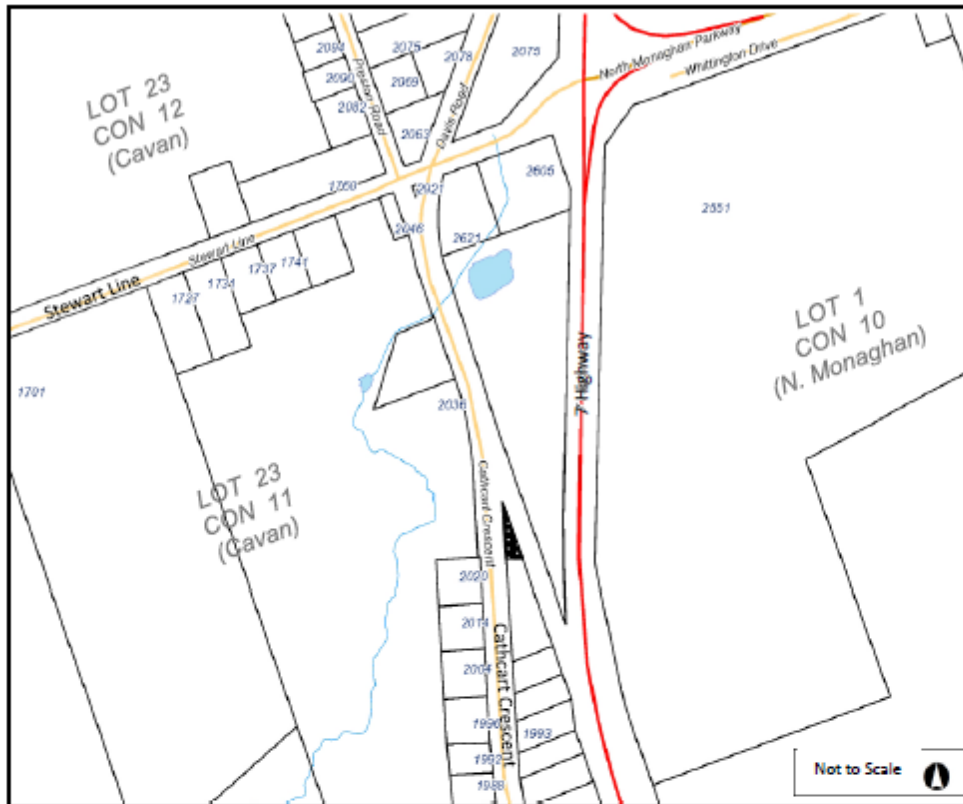 2094
2075
2078
2075
North Monaghan Parkway
Whittington Drive
2090
2069
Preston Road
LOT 23
CON 12
(Cavan)
2082
2063
Davis Road
2605
1750
2921
2551
2046
2621
Stewart Line
Stewart Line
1741
1737
1731
1727
LOT 1
CON 10
(N. Monaghan)
7 Highway
1701
2036
LOT 23
CON 11
(Cavan)
Cathcart Crescent
2020
2014
Cathcart Crescent
2004
1996
1993
1992
1988
Not to Scale